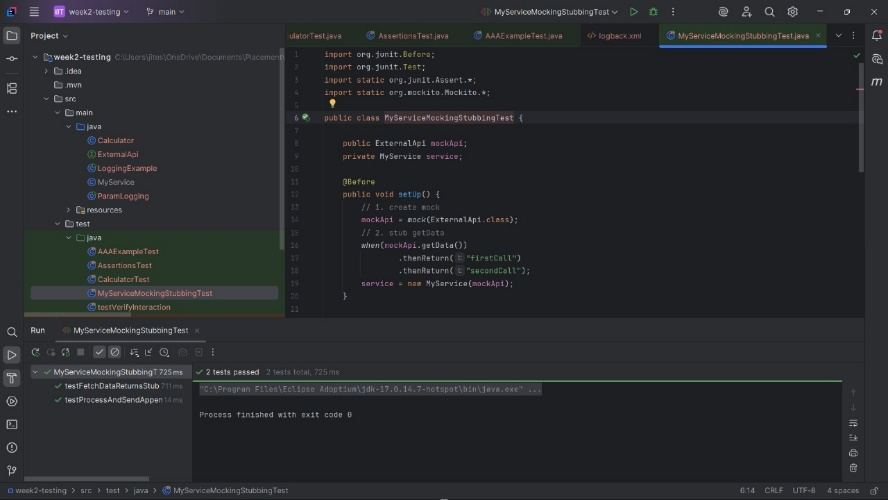 WT week2-testing main MyServiceMockingStubbingTest
Project
week2-testing C:\Users\jites\OneDrive\Documents\Placement
.idea
.mvn
src
main
java
Calculator
ExternalApi
LoggingExample
MyService
ParamLogging
resources
test
java
AAAExampleTest
AssertionsTest
CalculatorTest
MyServiceMockingStubbingTest
testVerifyInteraction
ulatorTest.java AssertionsTest.java AAAExampleTest.java logback.xml MyServiceMockingStubbingTest.java
1 import org.junit.Before;
2 import org.junit.Test;
3 import static org.junit.Assert.*;
4 import static org.mockito.Mockito.*;
5
6 public class MyServiceMockingStubbingTest {
7
8 public ExternalApi mockApi;
9 private MyService service;
10
11 @Before
12 public void setUp() {
13 // 1. create mock
14 mockApi = mock(ExternalApi.class);
15 // 2. stub getData
16 when(mockApi.getData())
17 .thenReturn( t: "firstCall")
18 .thenReturn( t: "secondCall");
19 service = new MyService(mockApi);
20 }
21
m
Run MyServiceMockingStubbingTest
MyServiceMockingStubbingT 725 ms
testFetchDataReturnsStub 711 ms
testProcessAndSendAppen 14 ms
2 tests passed 2 tests total, 725 ms
"C:\Program Files\Eclipse Adoptium\jdk-17.0.14.7-hotspot\bin\java.exe" ...
Process finished with exit code 0
week2-testing > src > test > java > MyServiceMockingStubbingTest 6:14 CRLF UTF-8 4 spaces